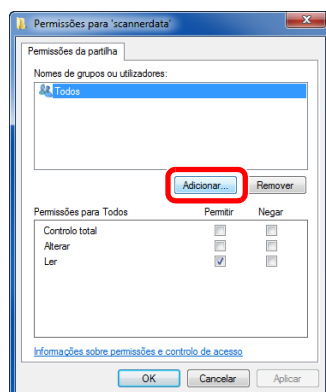 Permissões para 'scannerdata'
Permissões da partilha
Nomes de grupos ou utilizadores:
Todos
Adicionar... Remover
Permissões para Todos Permitir Negar
Controlo total
Alterar
Ler
Informações sobre permissões e controlo de acesso
OK Cancelar Aplicar